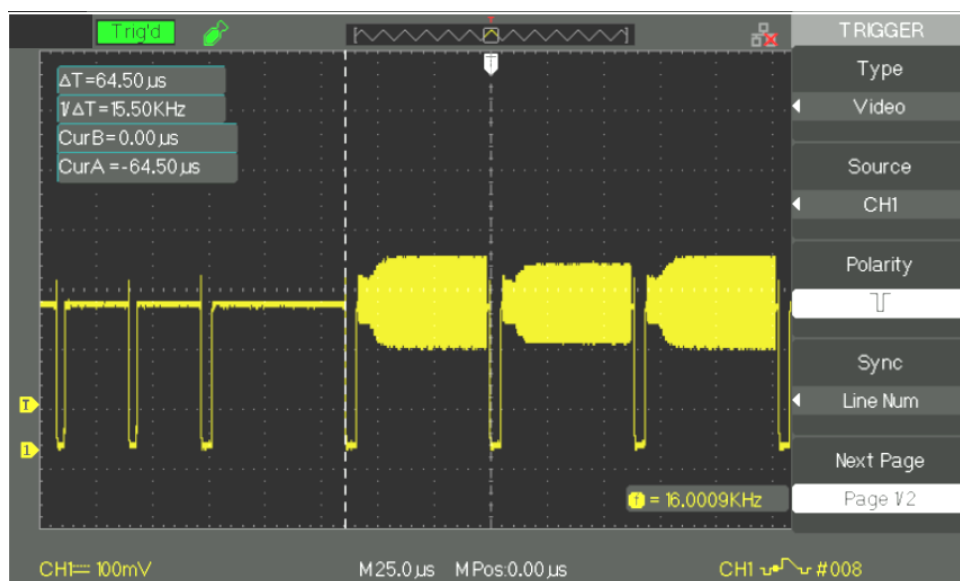 Trig'd
TRIGGER
T
ΔT=64.50µs
1/ΔT=15.50KHz
CurB=0.00µs
CurA=-64.50µs
Type
Video
Source
CH1
Polarity
Sync
Line Num
Next Page
Page 1/2
T
1
f = 16.0009KHz
CH1 100mV
M 25.0µs MPos:0.00µs
CH1 #008